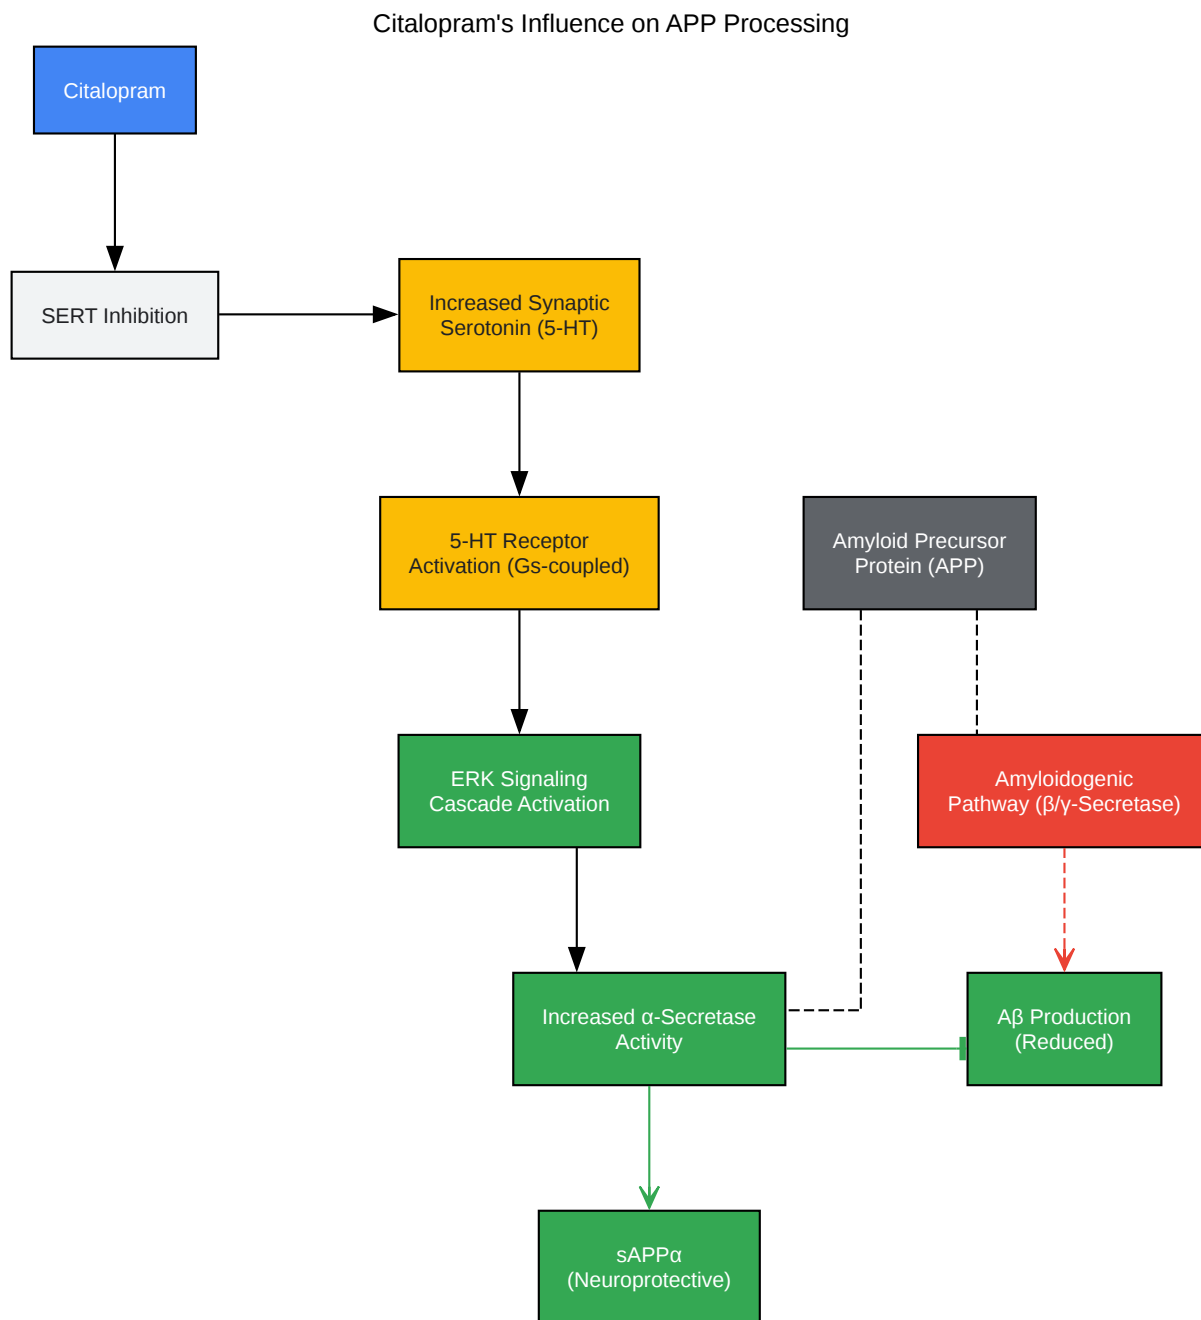 Citalopram's Influence on APP Processing
Citalopram
SERT Inhibition
Increased Synaptic
Serotonin (5-HT)
5-HT Receptor
Activation (Gs-coupled)
Amyloid Precursor
Protein (APP)
ERK Signaling
Cascade Activation
Amyloidogenic
Pathway (β/γ-Secretase)
Increased α-Secretase
Activity
Aβ Production
(Reduced)
sAPPα
(Neuroprotective)